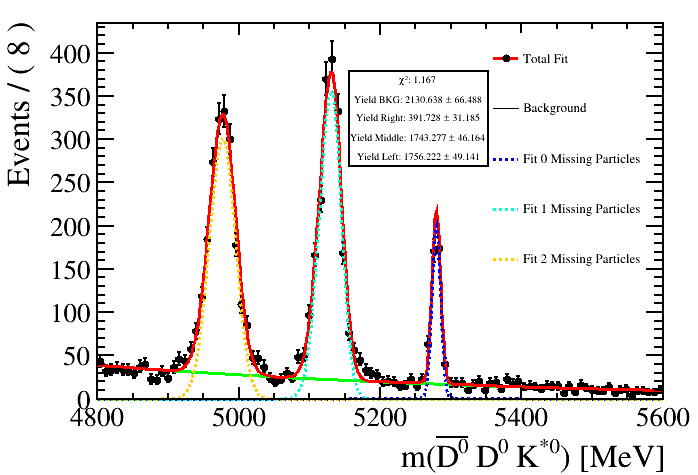 Events / ( 8 )
400
350
300
250
200
150
100
50
0
χ²: 1.167
Yield BKG: 2130.638 ± 66.488
Yield Right: 391.728 ± 31.185
Yield Middle: 1743.277 ± 46.164
Yield Left: 1756.222 ± 49.141
Total Fit
Background
Fit 0 Missing Particles
Fit 1 Missing Particles
Fit 2 Missing Particles
4800 5000 5200 5400 5600
m(D̅⁰ D⁰ K*⁰) [MeV]